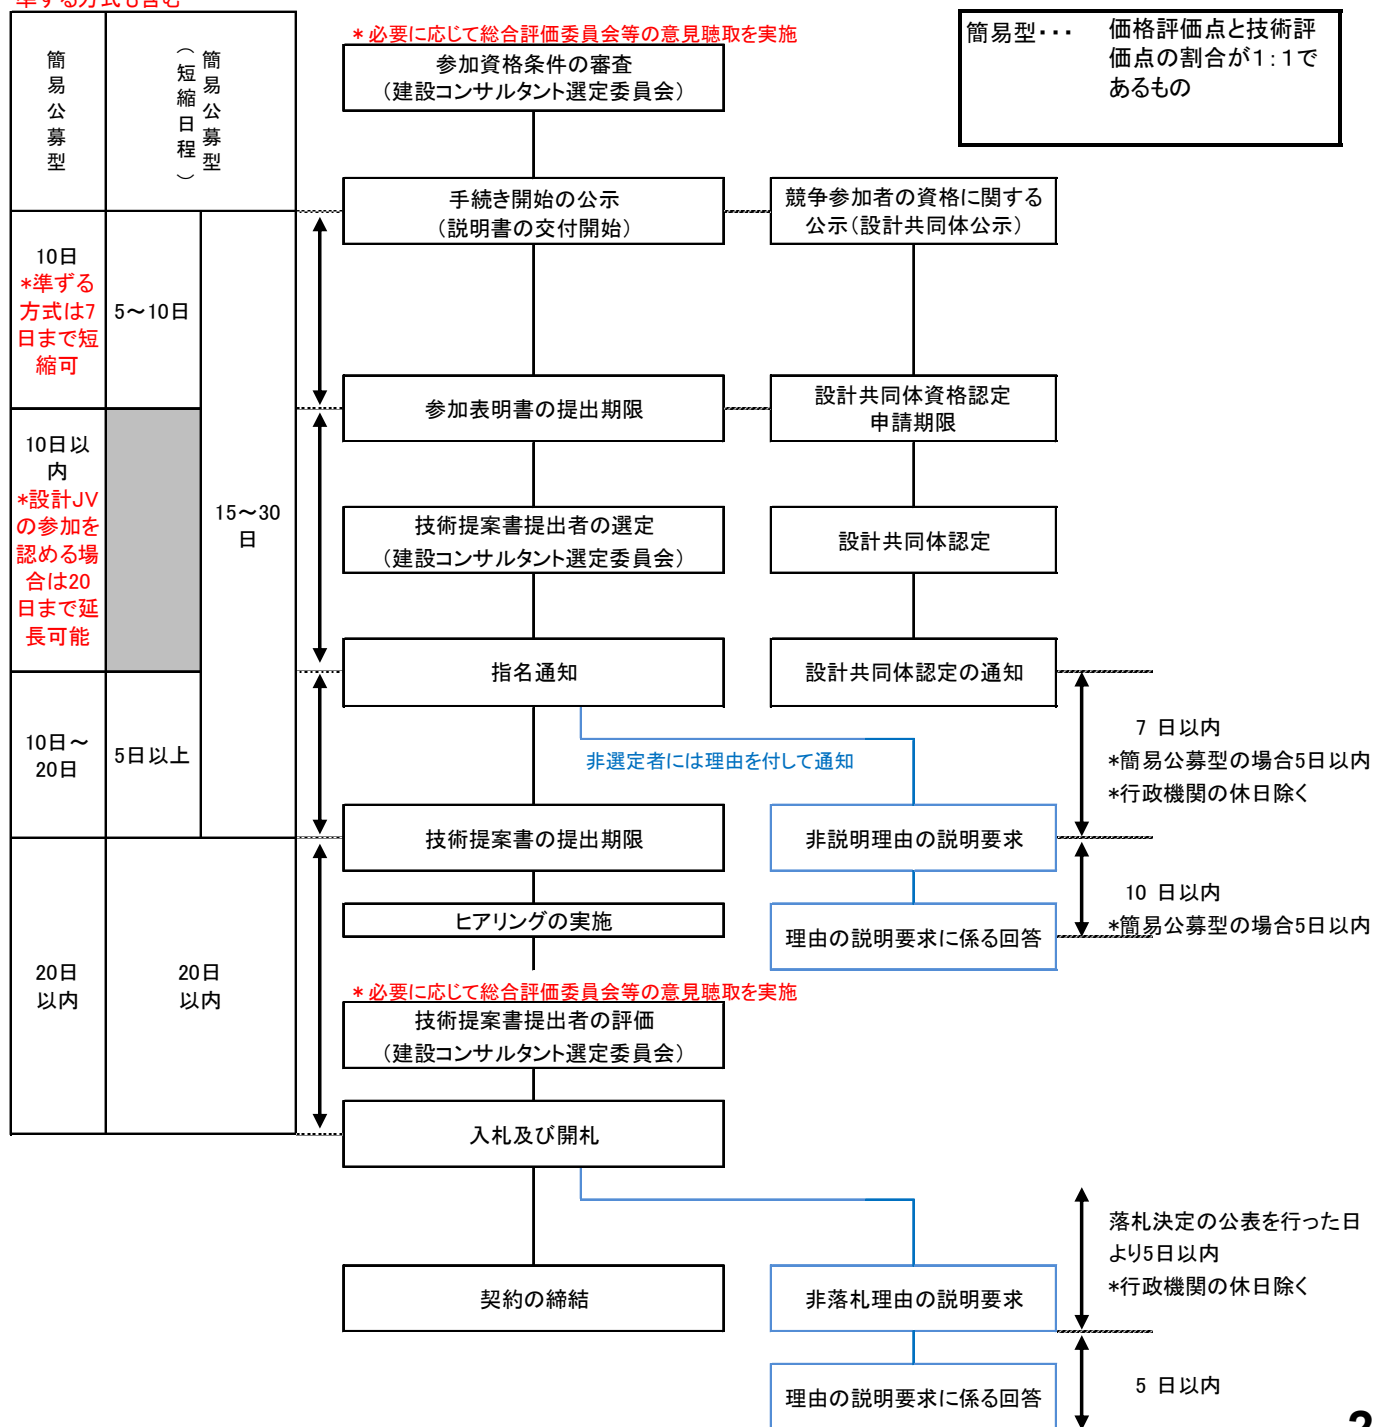 準ずる方式も含む
簡易公募型
簡易公募型
（短縮日程）
＊必要に応じて総合評価委員会等の意見聴取を実施
参加資格条件の審査
（建設コンサルタント選定委員会）
簡易型･･･
価格評価点と技術評
価点の割合が1：1で
あるもの
手続き開始の公示
（説明書の交付開始）
競争参加者の資格に関する
公示（設計共同体公示）
10日
*準ずる
方式は7
日まで短
縮可
5～10日
15～30
日
参加表明書の提出期限
設計共同体資格認定
申請期限
10日以
内
*設計JV
の参加を
認める場
合は20
日まで延
長可能
技術提案書提出者の選定
（建設コンサルタント選定委員会）
設計共同体認定
指名通知
設計共同体認定の通知
10日～
20日
5日以上
非選定者には理由を付して通知
7 日以内
*簡易公募型の場合5日以内
*行政機関の休日除く
技術提案書の提出期限
非説明理由の説明要求
ヒアリングの実施
理由の説明要求に係る回答
10 日以内
*簡易公募型の場合5日以内
20日
以内
20日
以内
＊必要に応じて総合評価委員会等の意見聴取を実施
技術提案書提出者の評価
（建設コンサルタント選定委員会）
入札及び開札
落札決定の公表を行った日
より5日以内
*行政機関の休日除く
契約の締結
非落札理由の説明要求
理由の説明要求に係る回答
5 日以内